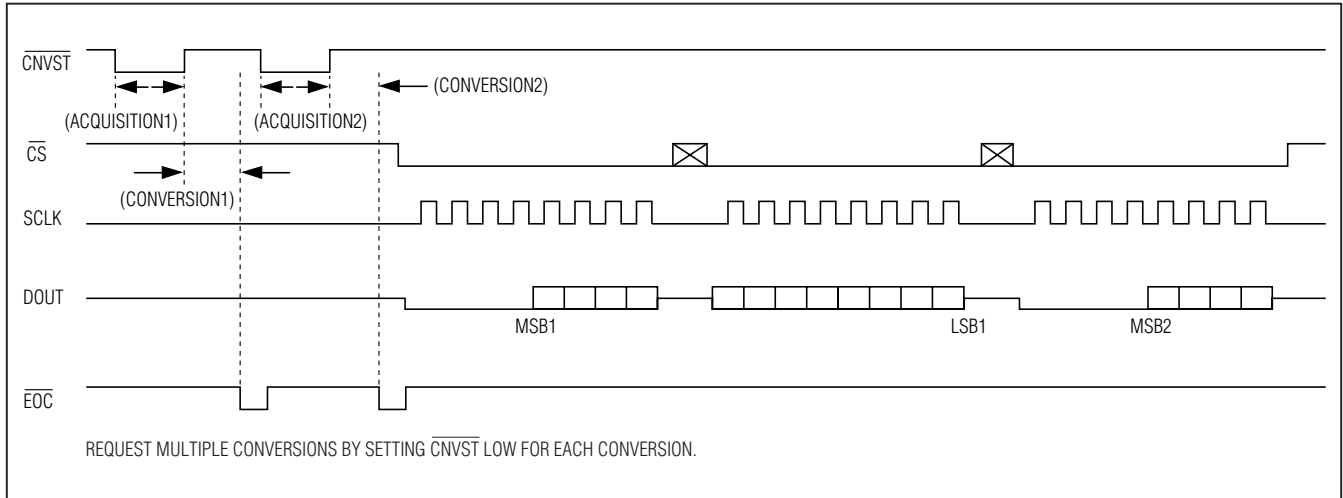 CNVST
(CONVERSION2)
(ACQUISITION1)
(ACQUISITION2)
CS
(CONVERSION1)
SCLK
DOUT
MSB1
LSB1
MSB2
EOC
REQUEST MULTIPLE CONVERSIONS BY SETTING CNVST LOW FOR EACH CONVERSION.